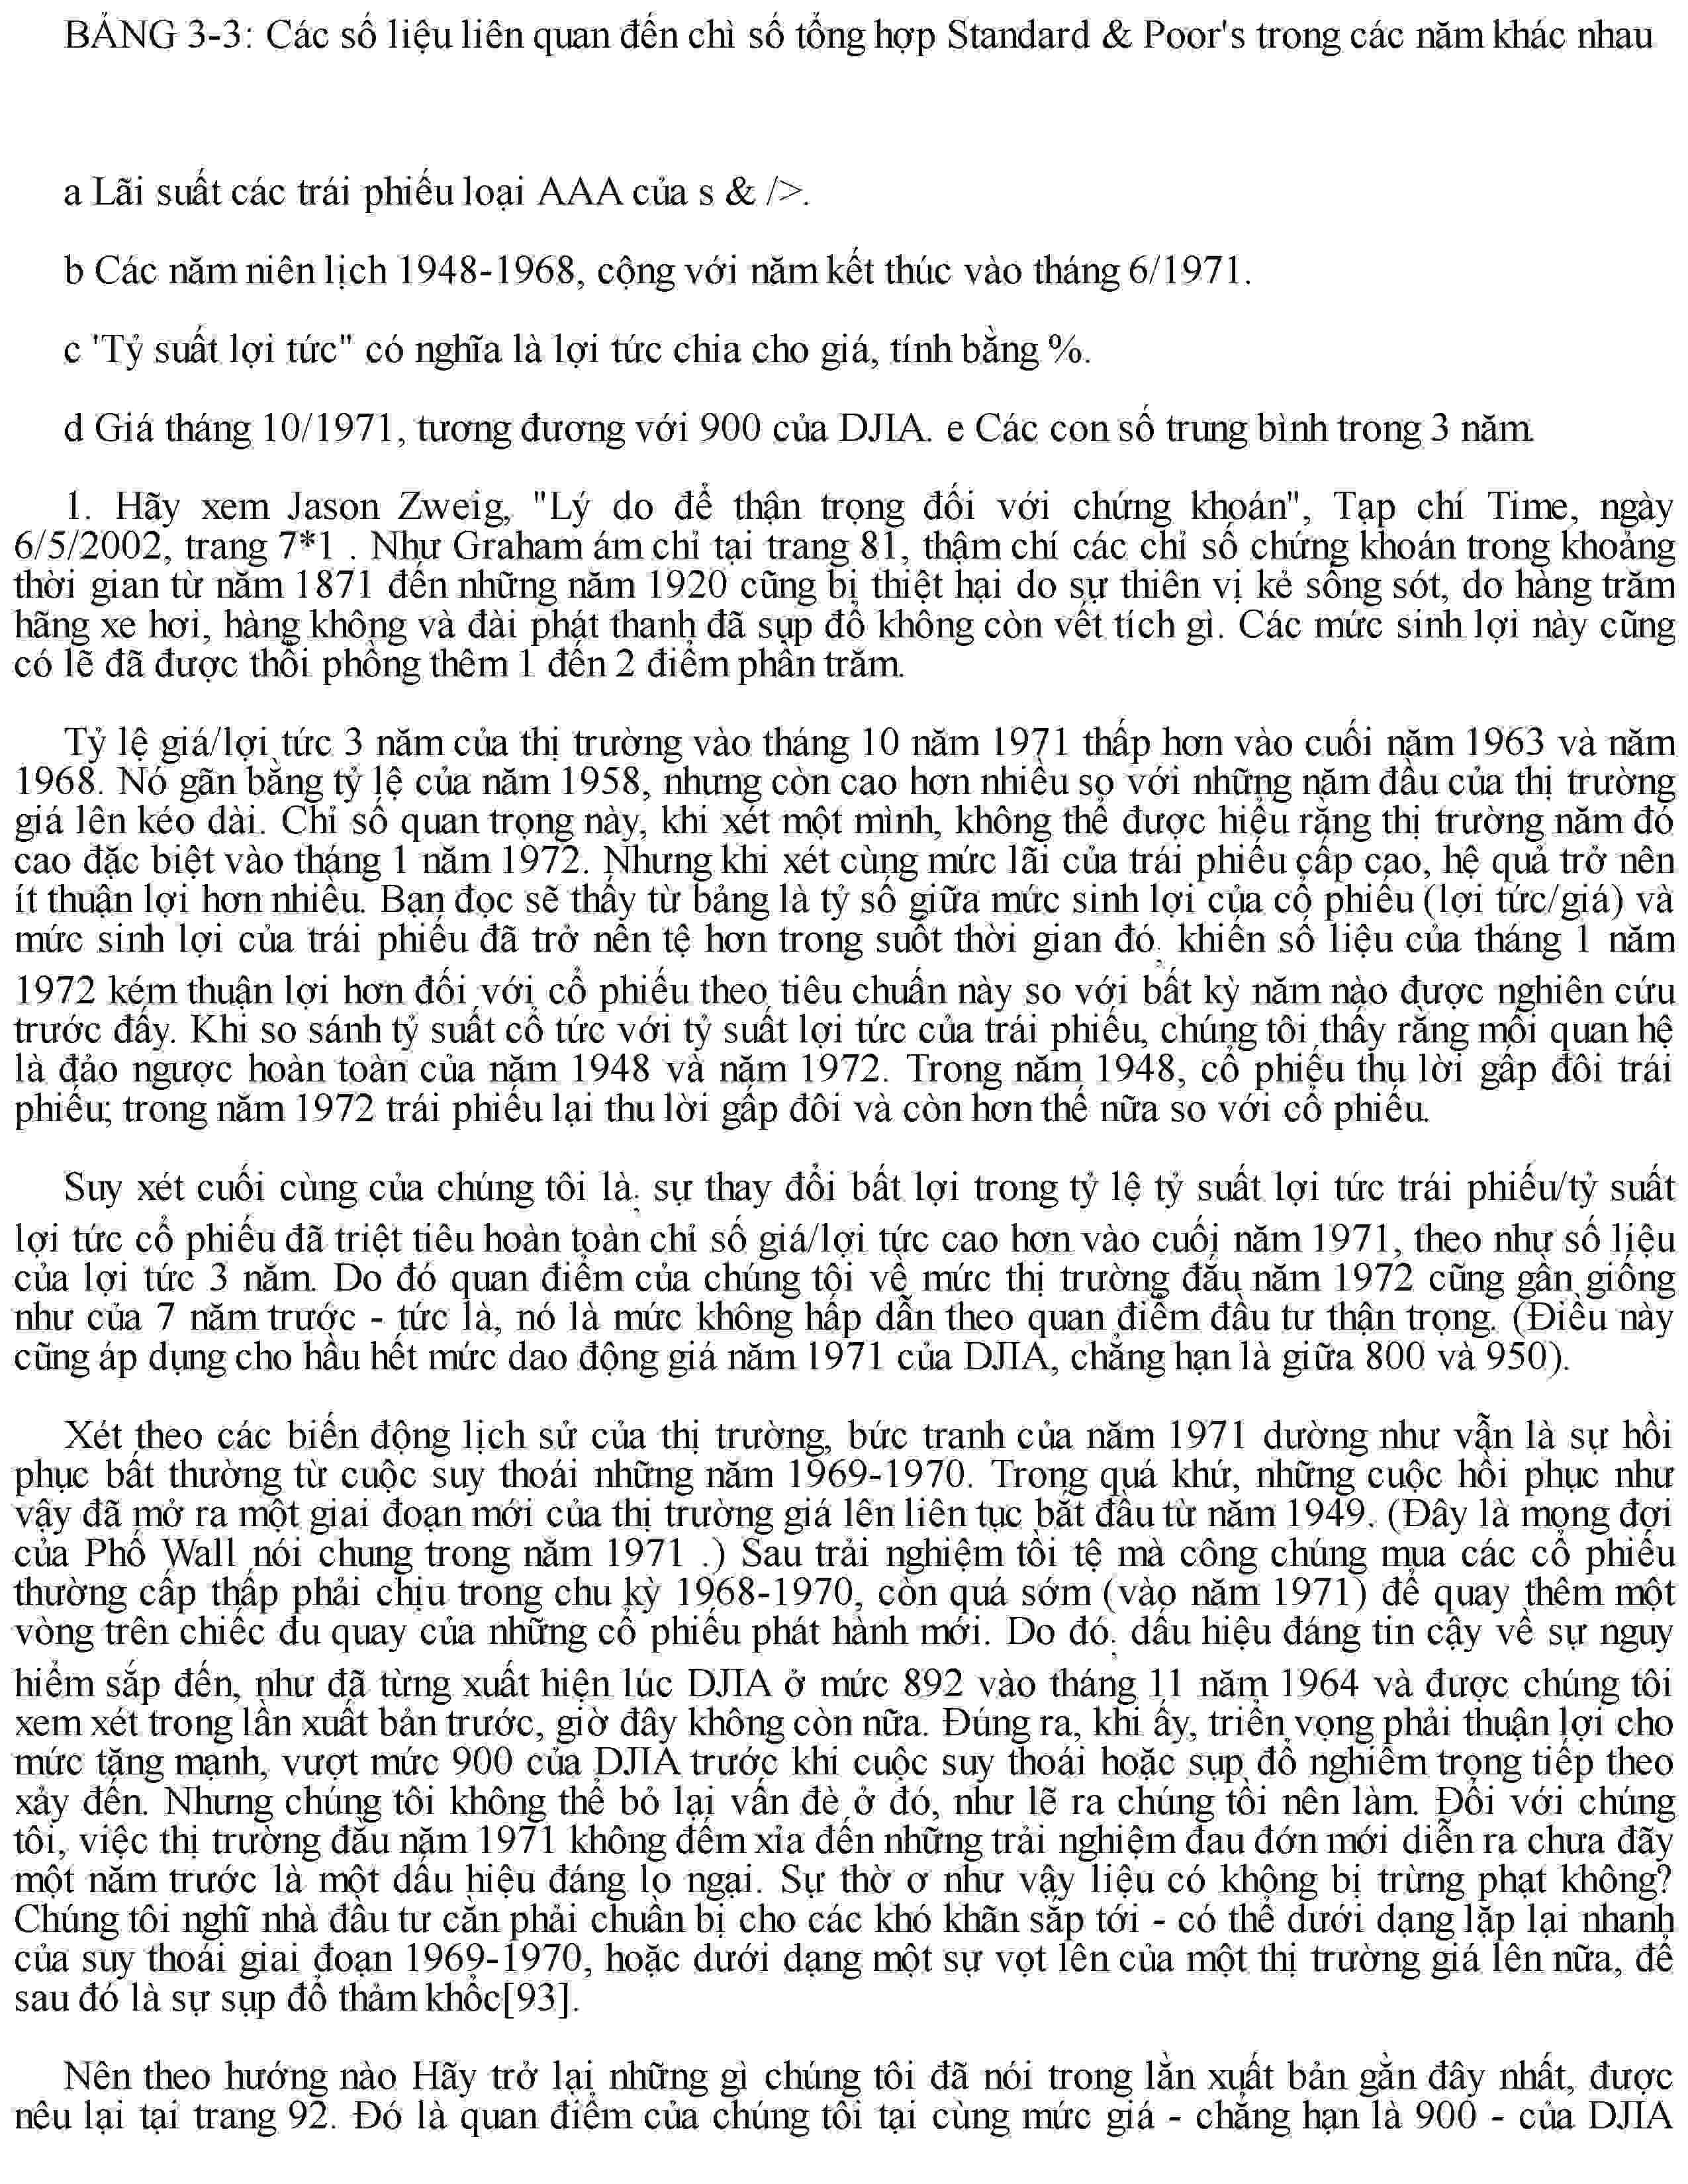 BẢNG 3-3: Các số liệu liên quan đến chỉ số tổng hợp Standard & Poor's trong các năm khác nhau
a Lãi suất các trái phiếu loại AAA của s & />.
b Các năm niên lịch 1948-1968, cộng với năm kết thúc vào tháng 6/1971.
c 'Tỷ suất lợi tức" có nghĩa là lợi tức chia cho giá, tính bằng %.
d Giá tháng 10/1971, tương đương với 900 của DJIA. e Các con số trung bình trong 3 năm.
1. Hãy xem Jason Zweig, "Lý do để thận trọng đối với chứng khoán", Tạp chí Time, ngày
6/5/2002, trang 7*1 . Như Graham ám chỉ tại trang 81, thậm chí các chỉ số chứng khoán trong khoảng
thời gian từ năm 1871 đến những năm 1920 cũng bị thiệt hại do sự thiên vị kẻ sống sót, do hàng trăm
hãng xe hơi, hàng không và đài phát thanh đã sụp đổ không còn vết tích gì. Các mức sinh lợi này cũng
có lẽ đã được thổi phồng thêm 1 đến 2 điểm phần trăm.
Tỷ lệ giá/lợi tức 3 năm của thị trường vào tháng 10 năm 1971 thấp hơn vào cuối năm 1963 và năm
1968. Nó gần bằng tỷ lệ của năm 1958, nhưng còn cao hơn nhiều so với những năm đầu của thị trường
giá lên kéo dài. Chỉ số quan trọng này, khi xét một mình, không thể được hiểu rằng thị trường năm đó
cao đặc biệt vào tháng 1 năm 1972. Nhưng khi xét cùng mức lãi của trái phiếu cấp cao, hệ quả trở nên
ít thuận lợi hơn nhiều. Bạn đọc sẽ thấy từ bảng là tỷ số giữa mức sinh lợi của cổ phiếu (lợi tức/giá) và
mức sinh lợi của trái phiếu đã trở nên tệ hơn trong suốt thời gian đó, khiến số liệu của tháng 1 năm
1972 kém thuận lợi hơn đối với cổ phiếu theo tiêu chuẩn này so với bất kỳ năm nào được nghiên cứu
trước đấy. Khi so sánh tỷ suất cổ tức với tỷ suất lợi tức của trái phiếu, chúng tôi thấy rằng mối quan hệ
là đảo ngược hoàn toàn của năm 1948 và năm 1972. Trong năm 1948, cổ phiếu thu lời gấp đôi trái
phiếu; trong năm 1972 trái phiếu lại thu lời gấp đôi và còn hơn thế nữa so với cổ phiếu.
Suy xét cuối cùng của chúng tôi là, sự thay đổi bất lợi trong tỷ lệ tỷ suất lợi tức trái phiếu/tỷ suất
lợi tức cổ phiếu đã triệt tiêu hoàn toàn chỉ số giá/lợi tức cao hơn vào cuối năm 1971, theo như số liệu
của lợi tức 3 năm. Do đó quan điểm của chúng tôi về mức thị trường đầu năm 1972 cũng gần giống
như của 7 năm trước - tức là, nó là mức không hấp dẫn theo quan điểm đầu tư thận trọng. (Điều này
cũng áp dụng cho hầu hết mức dao động giá năm 1971 của DJIA, chẳng hạn là giữa 800 và 950).
Xét theo các biến động lịch sử của thị trường, bức tranh của năm 1971 dường như vẫn là sự hồi
phục bất thường từ cuộc suy thoái những năm 1969-1970. Trong quá khứ, những cuộc hồi phục như
vậy đã mở ra một giai đoạn mới của thị trường giá lên liên tục bắt đầu từ năm 1949. (Đây là mong đợi
của Phố Wall nói chung trong năm 1971 .) Sau trải nghiệm tồi tệ mà công chúng mua các cổ phiếu
thường cấp thấp phải chịu trong chu kỳ 1968-1970, còn quá sớm (vào năm 1971) để quay thêm một
vòng trên chiếc đu quay của những cổ phiếu phát hành mới. Do đó, dấu hiệu đáng tin cậy về sự nguy
hiểm sắp đến, như đã từng xuất hiện lúc DJIA ở mức 892 vào tháng 11 năm 1964 và được chúng tôi
xem xét trong lần xuất bản trước, giờ đây không còn nữa. Đúng ra, khi ấy, triển vọng phải thuận lợi cho
mức tăng mạnh, vượt mức 900 của DJIA trước khi cuộc suy thoái hoặc sụp đổ nghiêm trọng tiếp theo
xảy đến. Nhưng chúng tôi không thể bỏ lại vấn đè ở đó, như lẽ ra chúng tôi nên làm. Đối với chúng
tôi, việc thị trường đầu năm 1971 không đếm xỉa đến những trải nghiệm đau đớn mới diễn ra chưa đầy
một năm trước là một dấu hiệu đáng lo ngại. Sự thờ ơ như vậy liệu có không bị trừng phạt không?
Chúng tôi nghĩ nhà đầu tư cần phải chuẩn bị cho các khó khăn sắp tới - có thể dưới dạng lặp lại nhanh
của suy thoái giai đoạn 1969-1970, hoặc dưới dạng một sự vọt lên của một thị trường giá lên nữa, để
sau đó là sự sụp đổ thảm khốc[93].
Nên theo hướng nào Hãy trở lại những gì chúng tôi đã nói trong lần xuất bản gần đây nhất, được
nêu lại tại trang 92. Đó là quan điểm của chúng tôi tại cùng mức giá - chẳng hạn là 900 - của DJIA